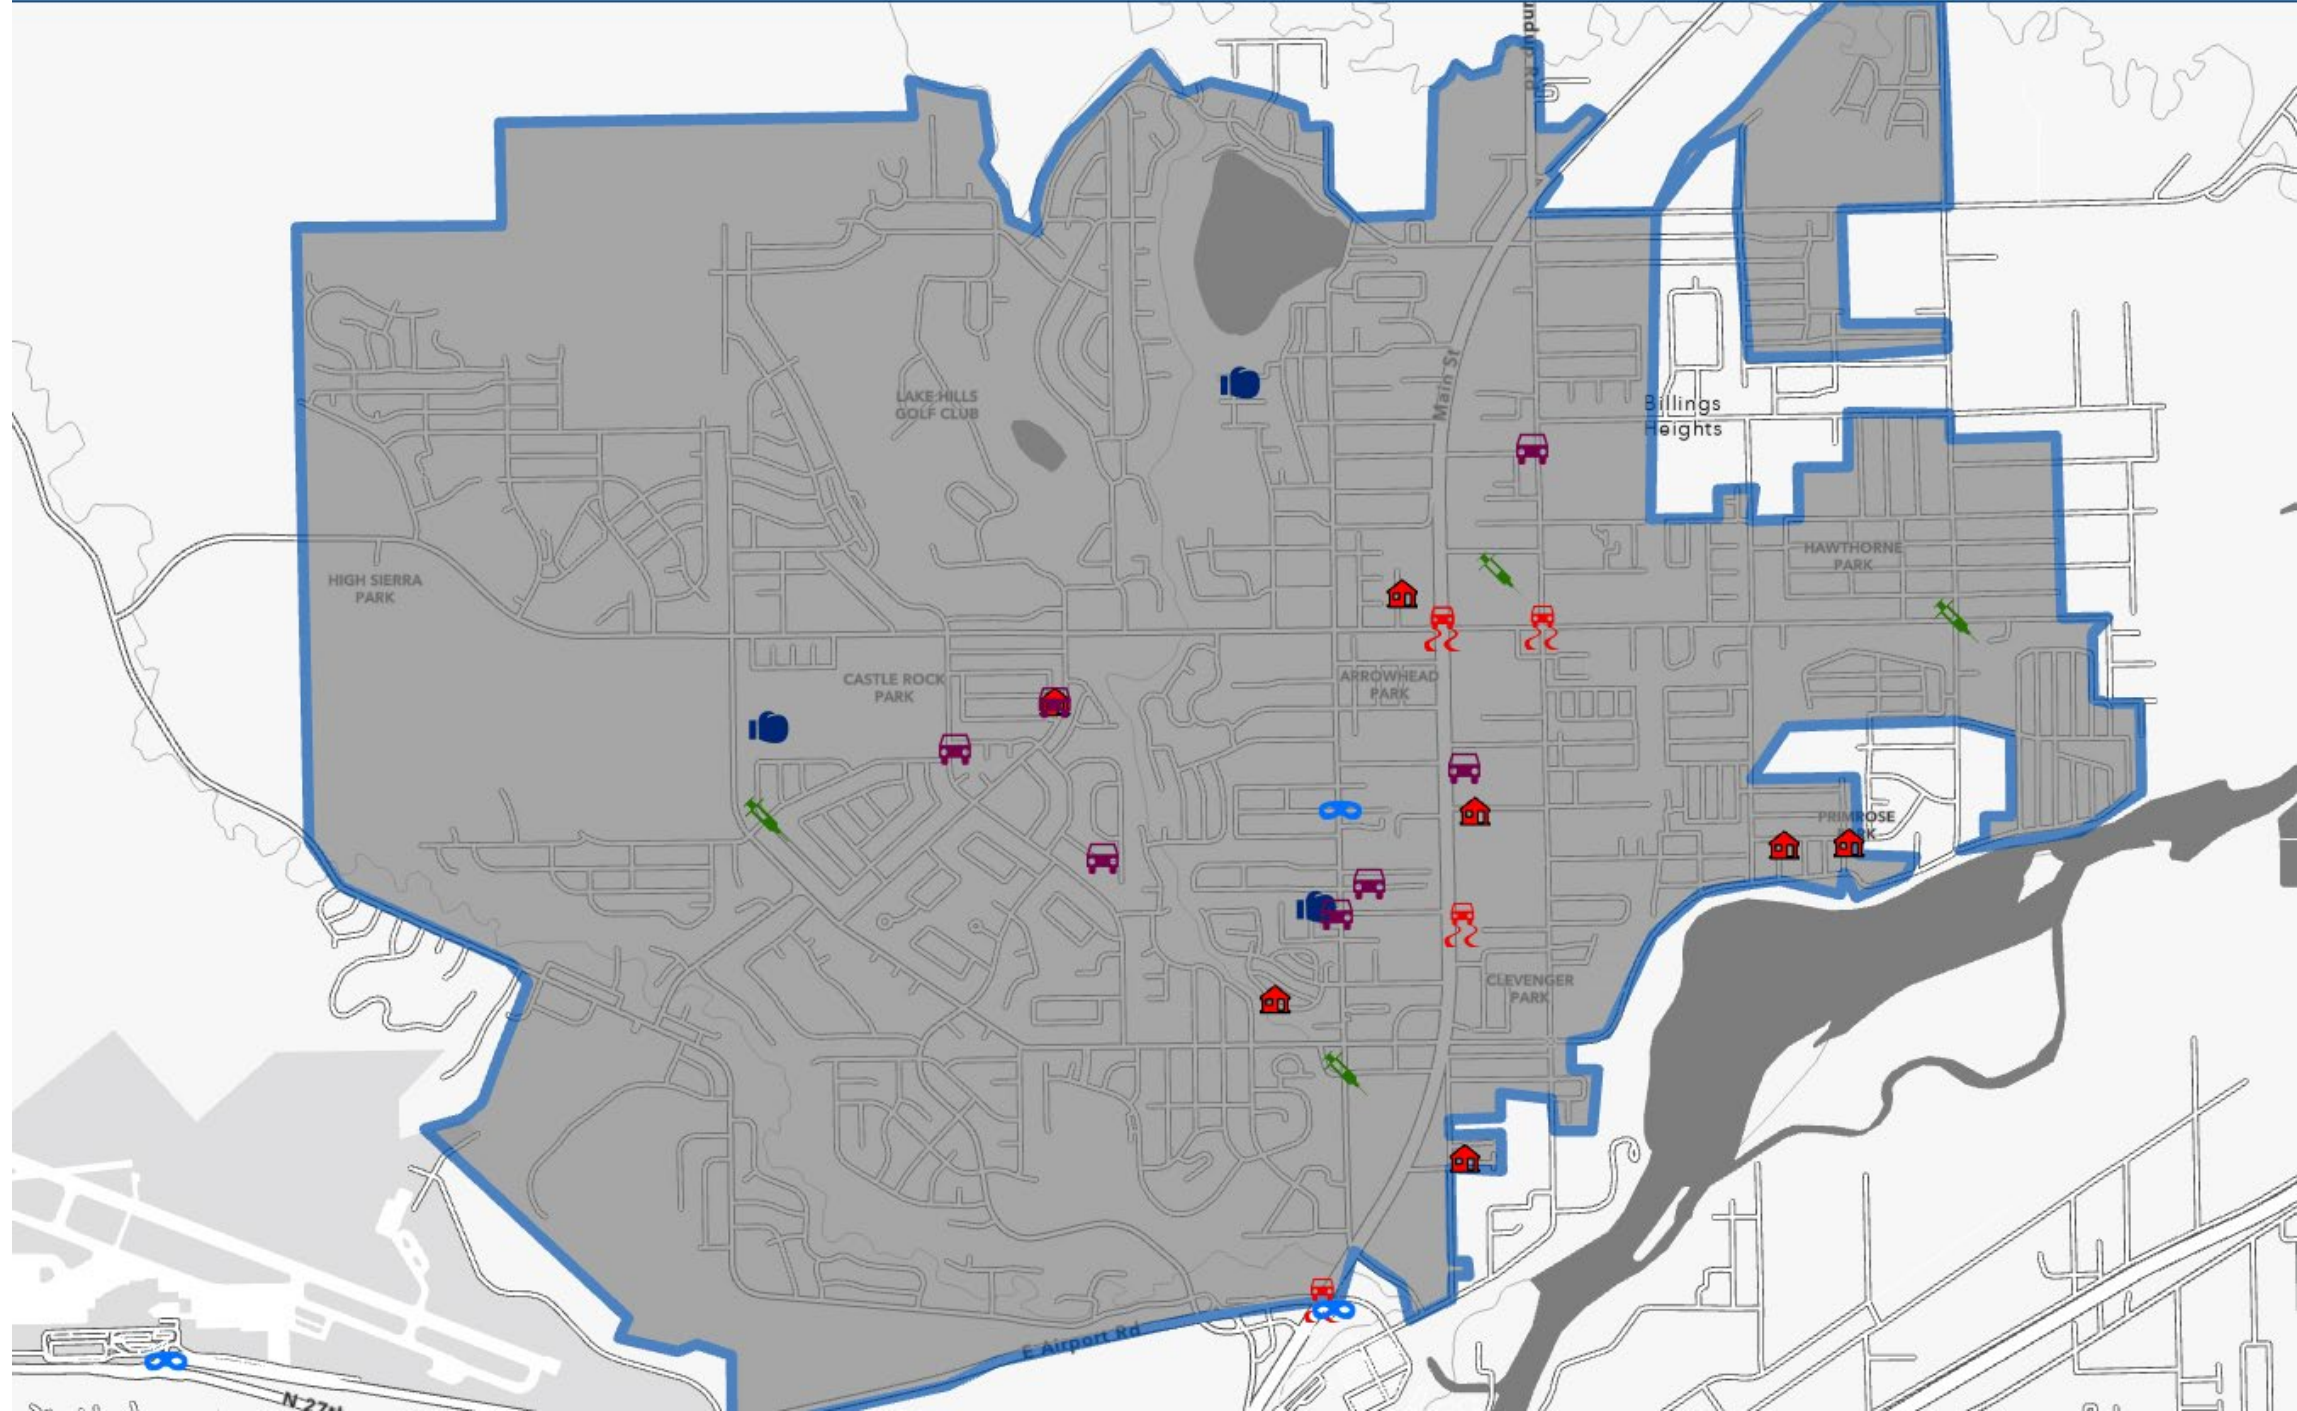 LAKE HILLS
GOLF CLUB
Main St
Billings
Heights
HIGH SIERRA
PARK
HAWTHORNE
PARK
CASTLE ROCK
PARK
ARROWHEAD
PARK
PRIMROSE
CLEVENGER
PARK
E Airport Rd